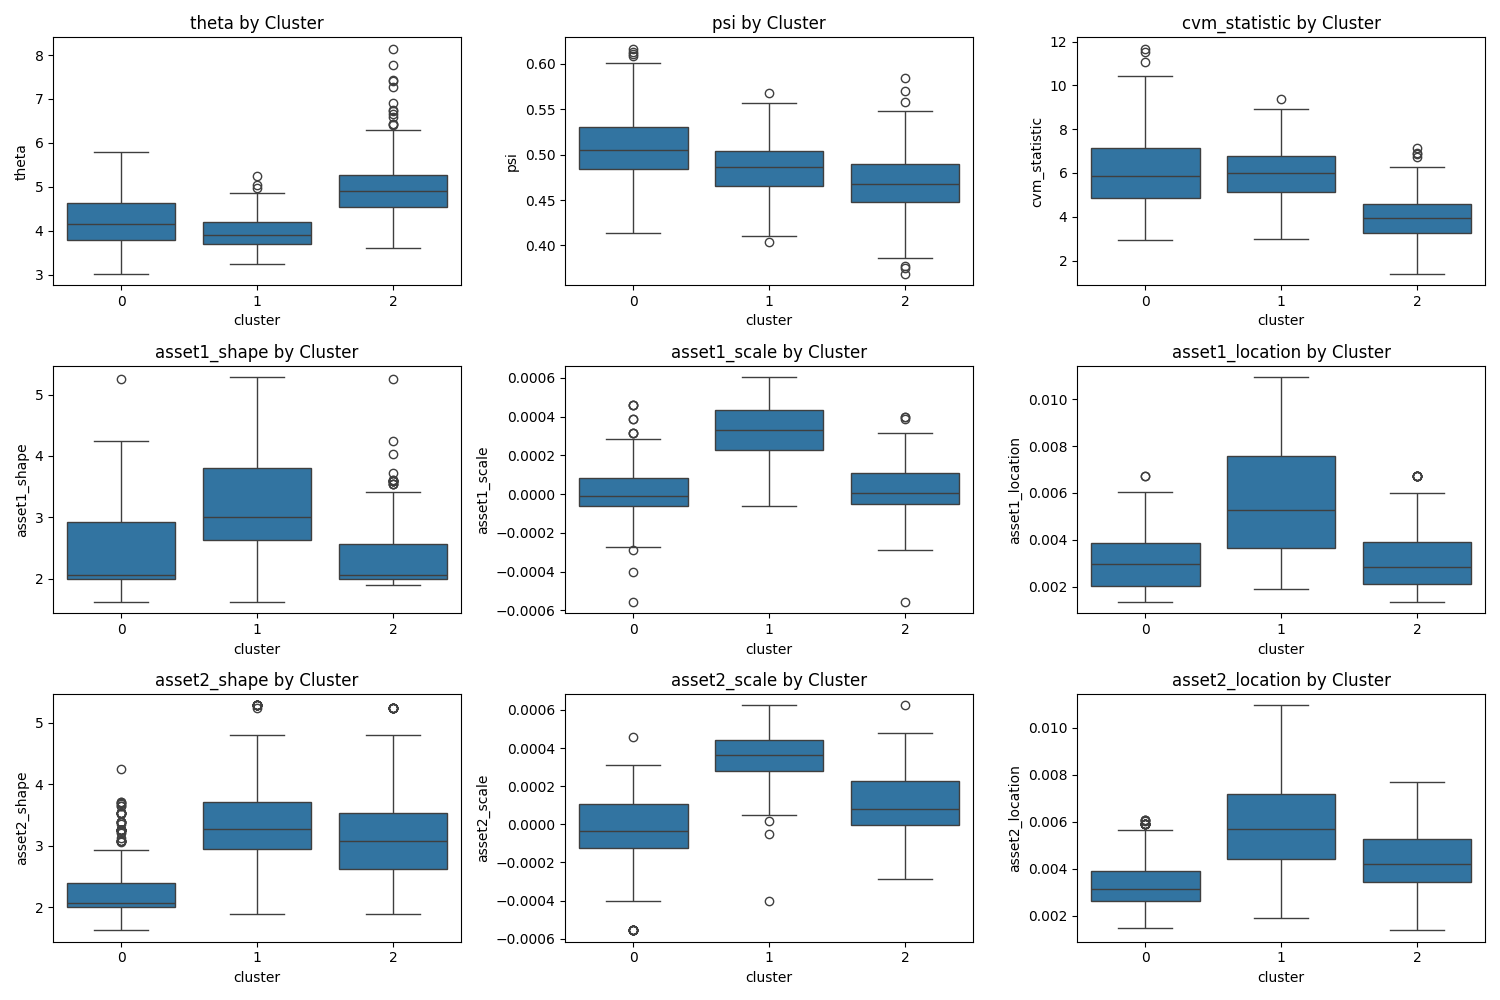 theta by Cluster
theta
8
7
6
5
4
3
0 1 2
cluster
psi by Cluster
psi
0.60
0.55
0.50
0.45
0.40
0 1 2
cluster
cvm_statistic by Cluster
cvm_statistic
12
10
8
6
4
2
0 1 2
cluster
asset1_shape by Cluster
asset1_shape
5
4
3
2
0 1 2
cluster
asset1_scale by Cluster
asset1_scale
0.0006
0.0004
0.0002
0.0000
−0.0002
−0.0004
−0.0006
0 1 2
cluster
asset1_location by Cluster
asset1_location
0.010
0.008
0.006
0.004
0.002
0 1 2
cluster
asset2_shape by Cluster
asset2_shape
5
4
3
2
0 1 2
cluster
asset2_scale by Cluster
asset2_scale
0.0006
0.0004
0.0002
0.0000
−0.0002
−0.0004
−0.0006
0 1 2
cluster
asset2_location by Cluster
asset2_location
0.010
0.008
0.006
0.004
0.002
0 1 2
cluster